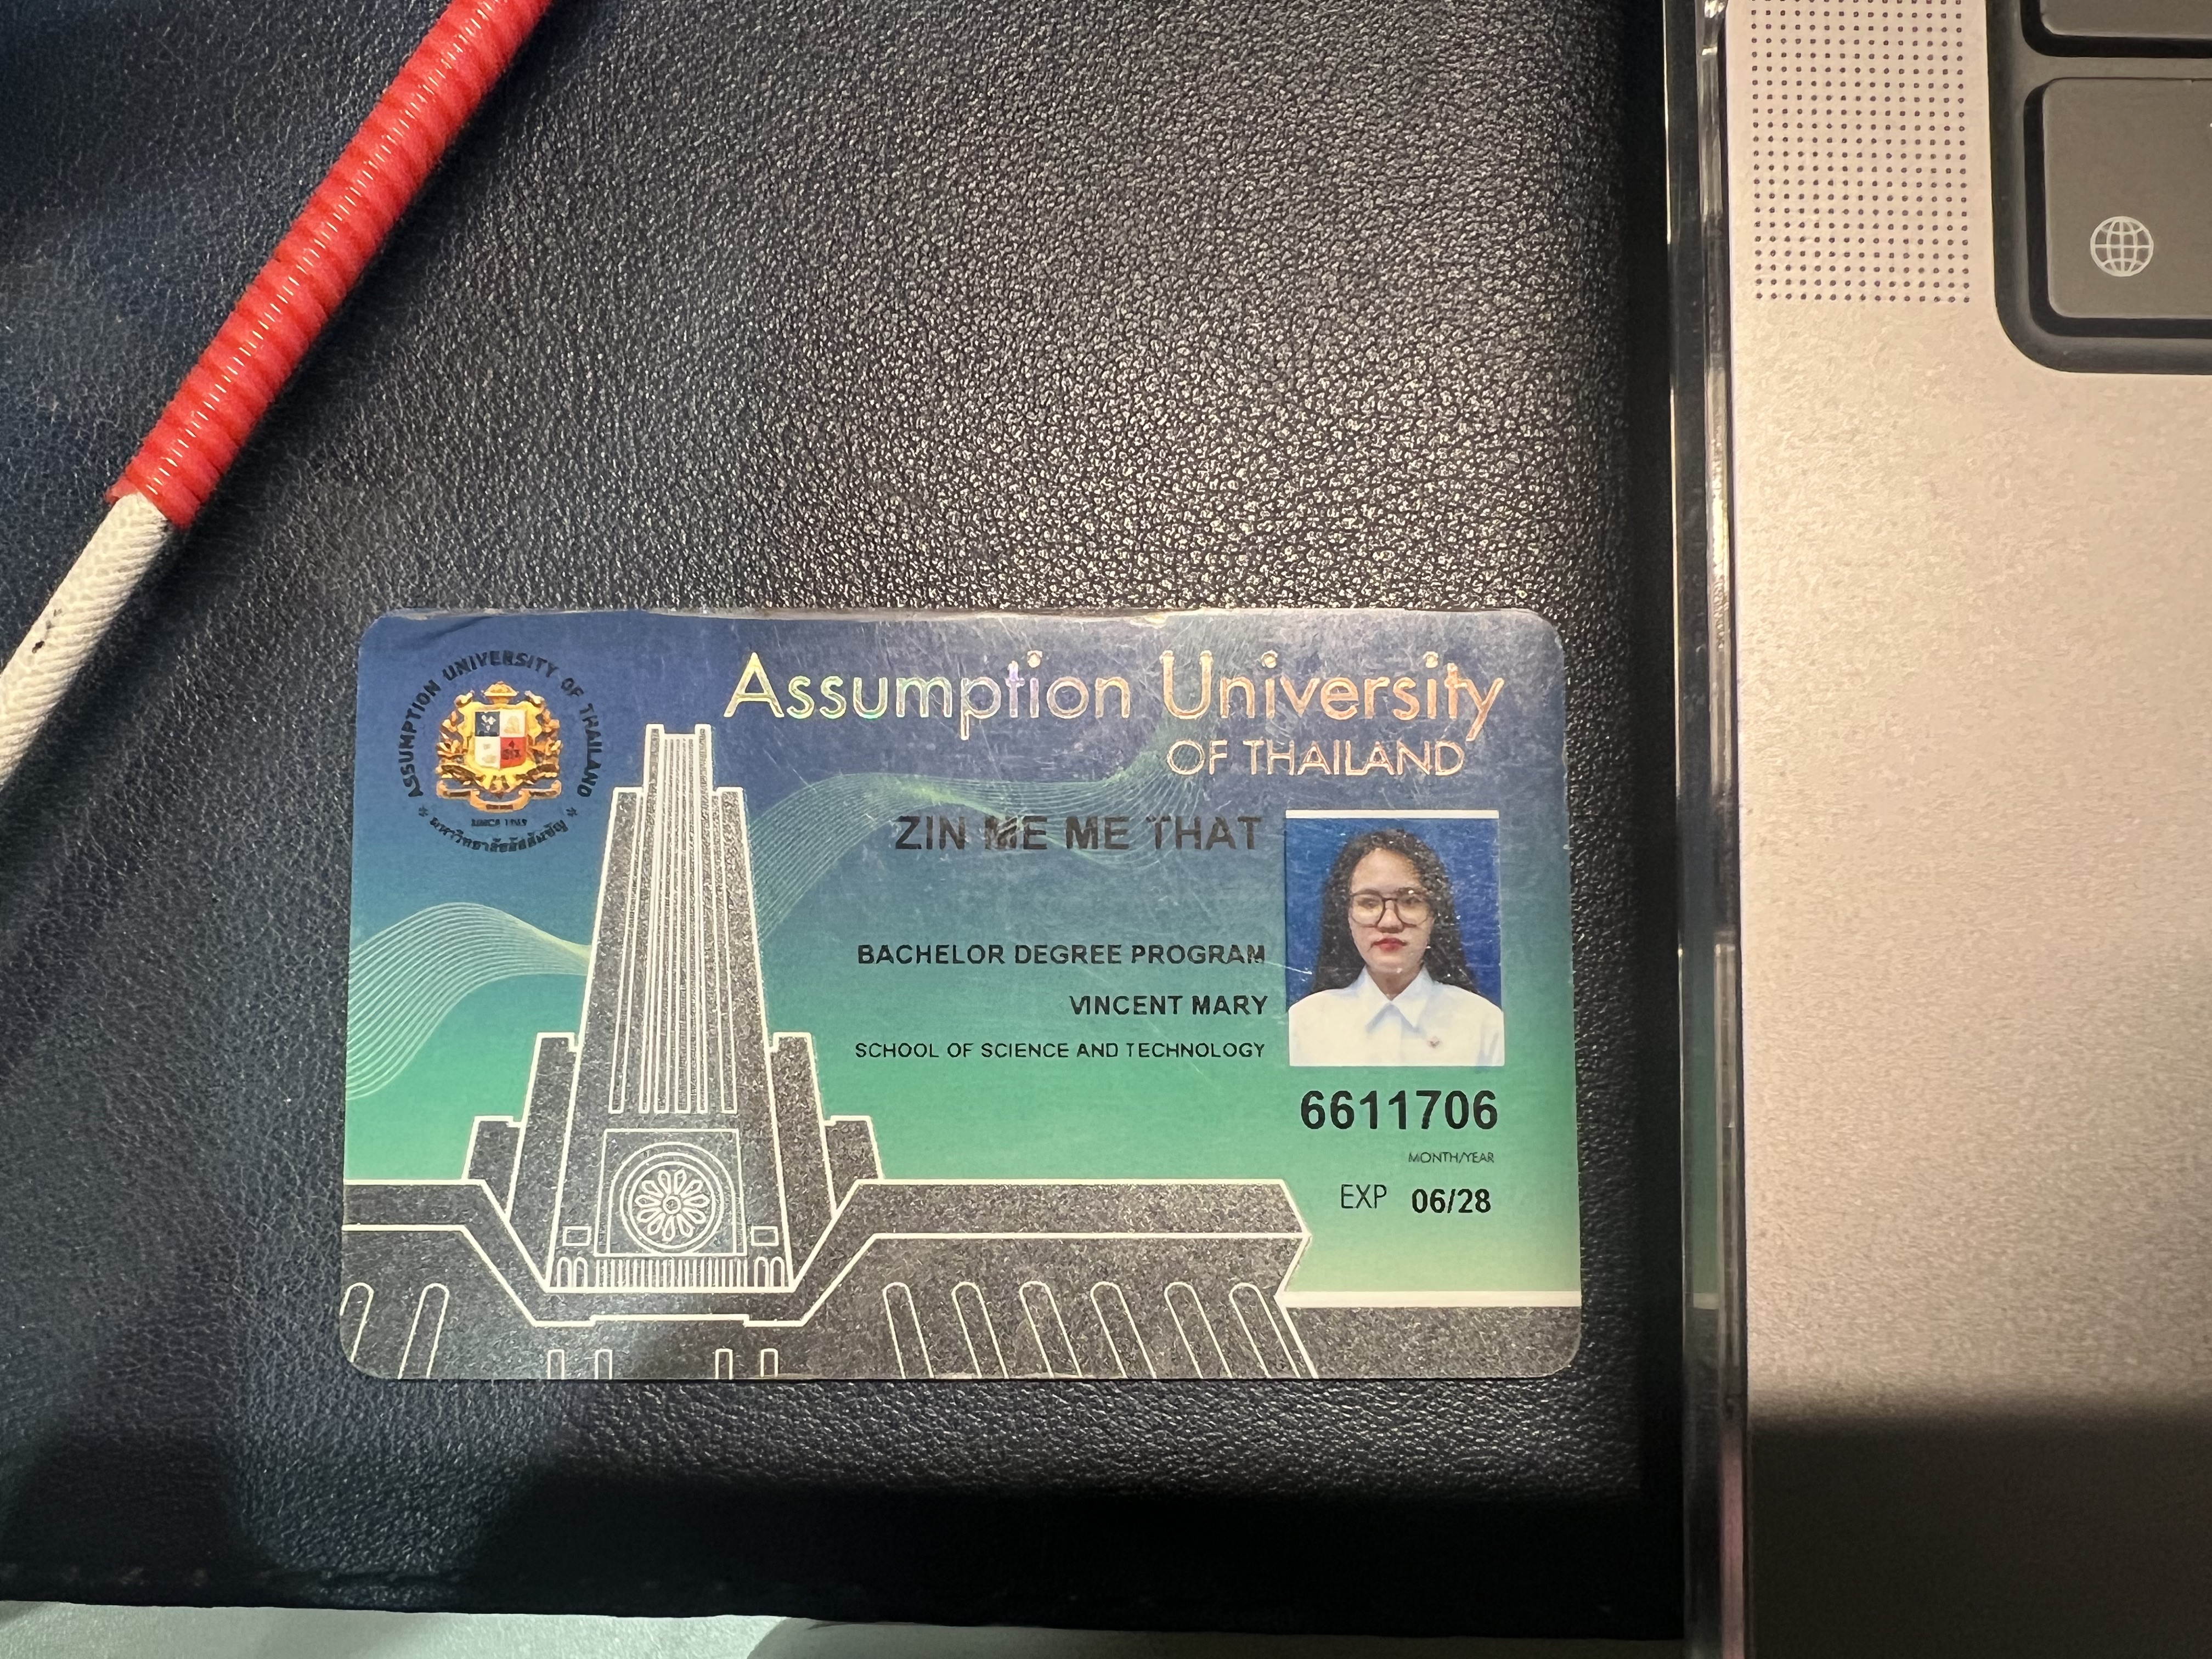 ASSUMPTION UNIVERSITY OF THAILAND
มหาวิทยาลัยอัสสัมชัญ
SINCE 1969
Assumption University
OF THAILAND
ZIN ME ME THAT
BACHELOR DEGREE PROGRAM
VINCENT MARY
SCHOOL OF SCIENCE AND TECHNOLOGY
6611706
MONTH/YEAR
EXP 06/28